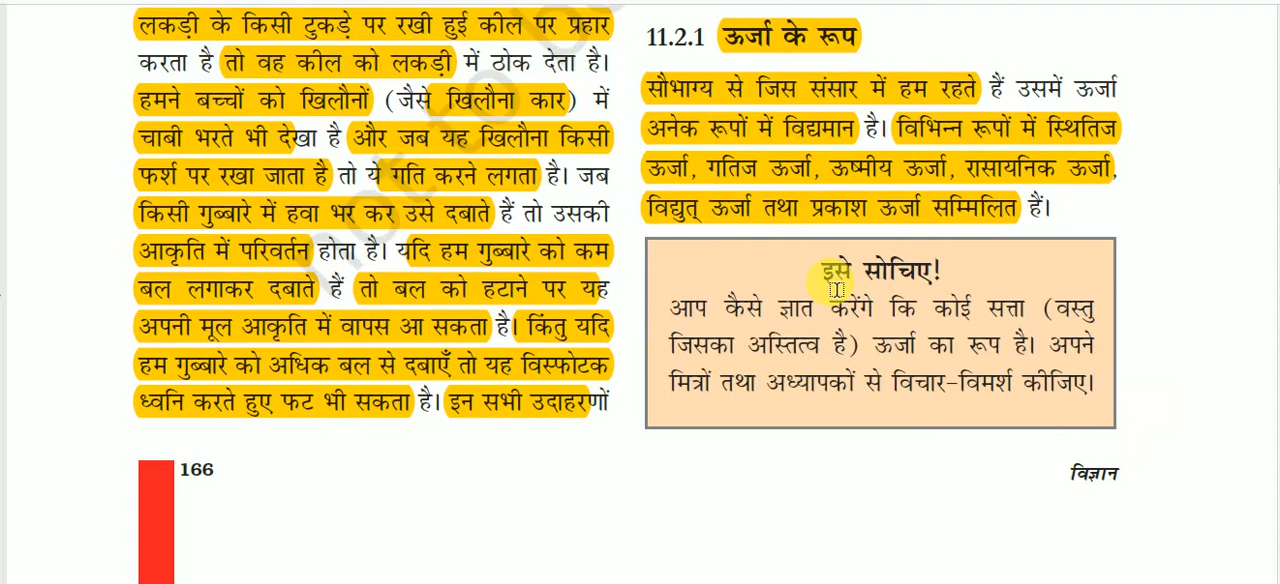 लकड़ी के किसी टुकड़े पर रखी हुई कील पर प्रहार
करता है तो वह कील को लकड़ी में ठोक देता है।
हमने बच्चों को खिलौनों (जैसे खिलौना कार) में
चाबी भरते भी देखा है और जब यह खिलौना किसी
फर्श पर रखा जाता है तो ये गति करने लगता है। जब
किसी गुब्बारे में हवा भर कर उसे दबाते हैं तो उसकी
आकृति में परिवर्तन होता है। यदि हम गुब्बारे को कम
बल लगाकर दबाते हैं तो बल को हटाने पर यह
अपनी मूल आकृति में वापस आ सकता है। किंतु यदि
हम गुब्बारे को अधिक बल से दबाएँ तो यह विस्फोटक
ध्वनि करते हुए फट भी सकता है। इन सभी उदाहरणों
166
11.2.1 ऊर्जा के रूप
सौभाग्य से जिस संसार में हम रहते हैं उसमें ऊर्जा
अनेक रूपों में विद्यमान है। विभिन्न रूपों में स्थितिज
ऊर्जा, गतिज ऊर्जा, ऊष्मीय ऊर्जा, रासायनिक ऊर्जा,
विद्युत् ऊर्जा तथा प्रकाश ऊर्जा सम्मिलित हैं।
इसे सोचिए!
आप कैसे ज्ञात करेंगे कि कोई सत्ता (वस्तु
जिसका अस्तित्व है) ऊर्जा का रूप है। अपने
मित्रों तथा अध्यापकों से विचार-विमर्श कीजिए।
विज्ञान
not to b